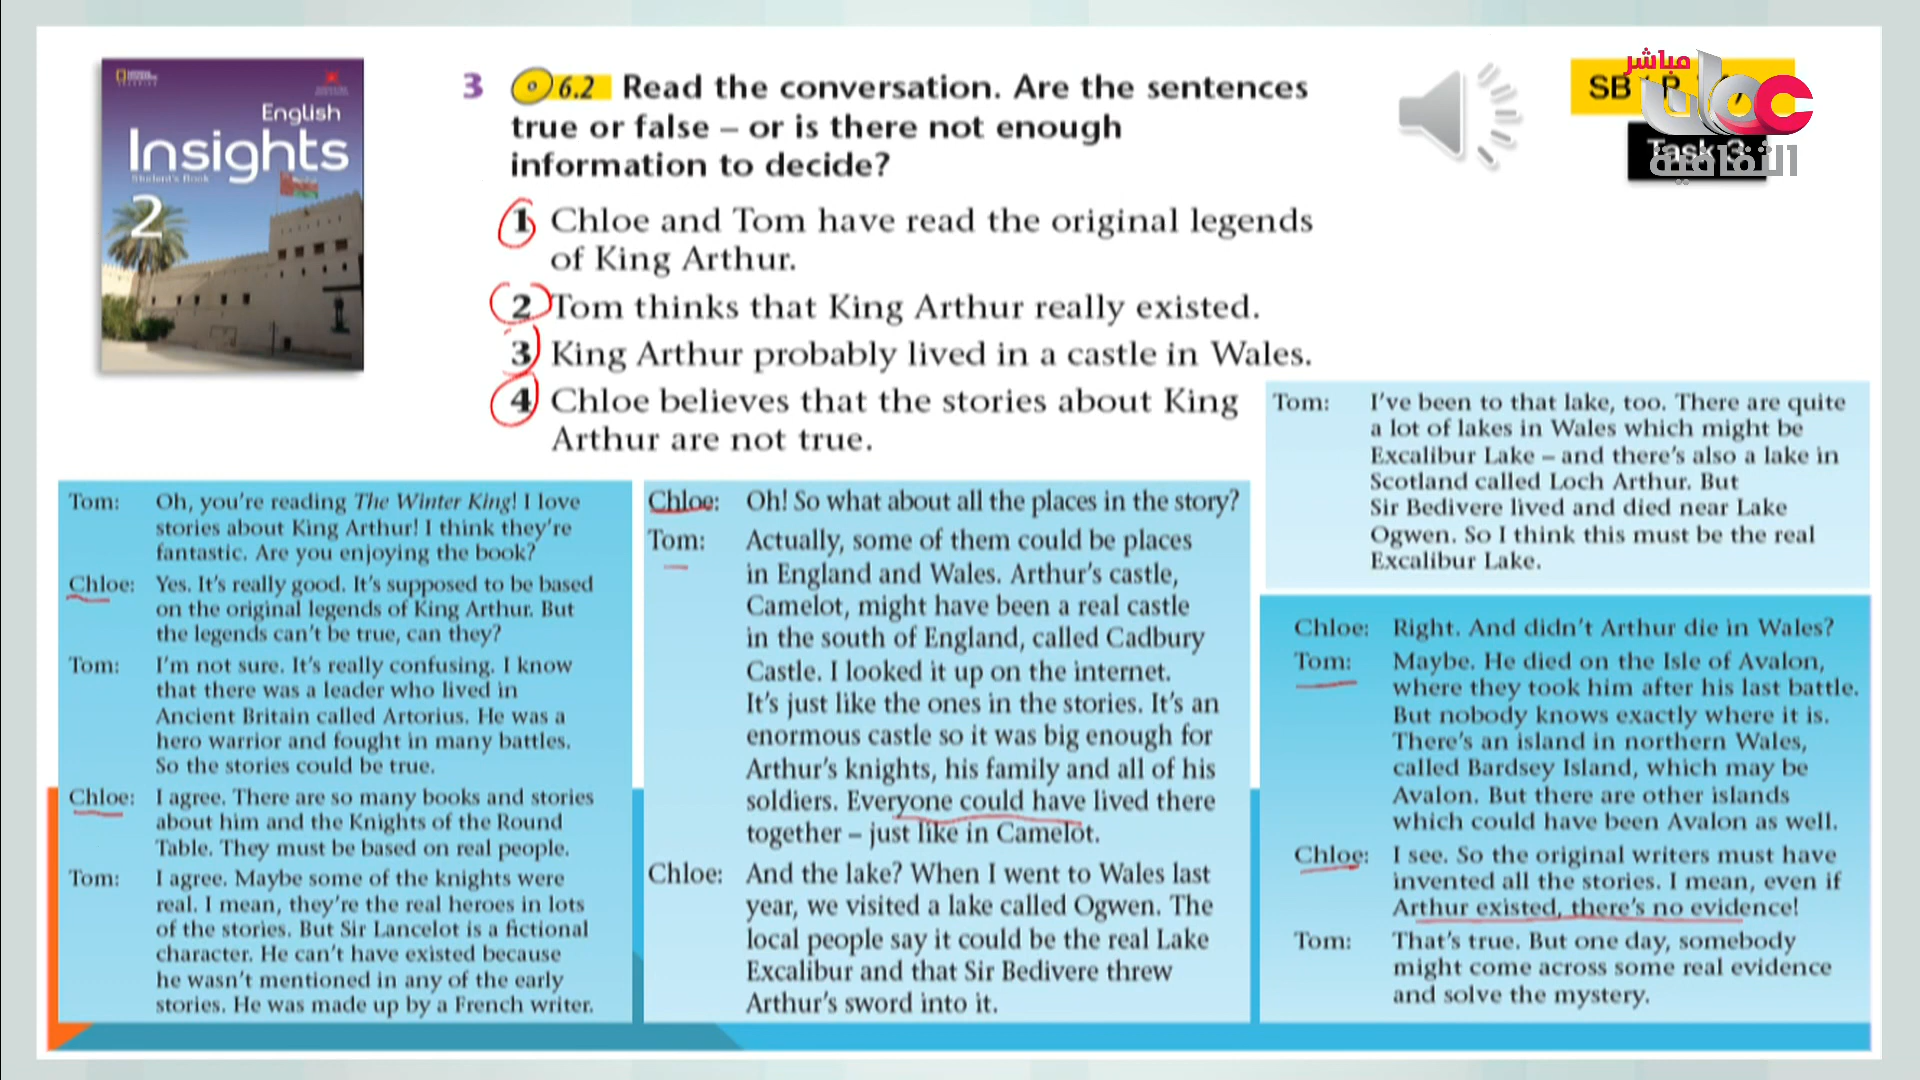 English
Insights
Student's Book
2
3 6.2 Read the conversation. Are the sentences
true or false – or is there not enough
information to decide?
1 Chloe and Tom have read the original legends
of King Arthur.
2 Tom thinks that King Arthur really existed.
3 King Arthur probably lived in a castle in Wales.
4 Chloe believes that the stories about King
Arthur are not true.
SB
مباشر
الثقافية
Task 3
Tom: Oh, you're reading The Winter King! I love
stories about King Arthur! I think they're
fantastic. Are you enjoying the book?
Chloe: Yes. It's really good. It's supposed to be based
on the original legends of King Arthur. But
the legends can't be true, can they?
Tom: I'm not sure. It's really confusing. I know
that there was a leader who lived in
Ancient Britain called Artorius. He was a
hero warrior and fought in many battles.
So the stories could be true.
Chloe: I agree. There are so many books and stories
about him and the Knights of the Round
Table. They must be based on real people.
Tom: I agree. Maybe some of the knights were
real. I mean, they're the real heroes in lots
of the stories. But Sir Lancelot is a fictional
character. He can't have existed because
he wasn't mentioned in any of the early
stories. He was made up by a French writer.
Chloe: Oh! So what about all the places in the story?
Tom: Actually, some of them could be places
in England and Wales. Arthur's castle,
Camelot, might have been a real castle
in the south of England, called Cadbury
Castle. I looked it up on the internet.
It's just like the ones in the stories. It's an
enormous castle so it was big enough for
Arthur's knights, his family and all of his
soldiers. Everyone could have lived there
together – just like in Camelot.
Chloe: And the lake? When I went to Wales last
year, we visited a lake called Ogwen. The
local people say it could be the real Lake
Excalibur and that Sir Bedivere threw
Arthur's sword into it.
Tom: I've been to that lake, too. There are quite
a lot of lakes in Wales which might be
Excalibur Lake – and there's also a lake in
Scotland called Loch Arthur. But
Sir Bedivere lived and died near Lake
Ogwen. So I think this must be the real
Excalibur Lake.
Chloe: Right. And didn't Arthur die in Wales?
Tom: Maybe. He died on the Isle of Avalon,
where they took him after his last battle.
But nobody knows exactly where it is.
There's an island in northern Wales,
called Bardsey Island, which may be
Avalon. But there are other islands
which could have been Avalon as well.
Chloe: I see. So the original writers must have
invented all the stories. I mean, even if
Arthur existed, there's no evidence!
Tom: That's true. But one day, somebody
might come across some real evidence
and solve the mystery.